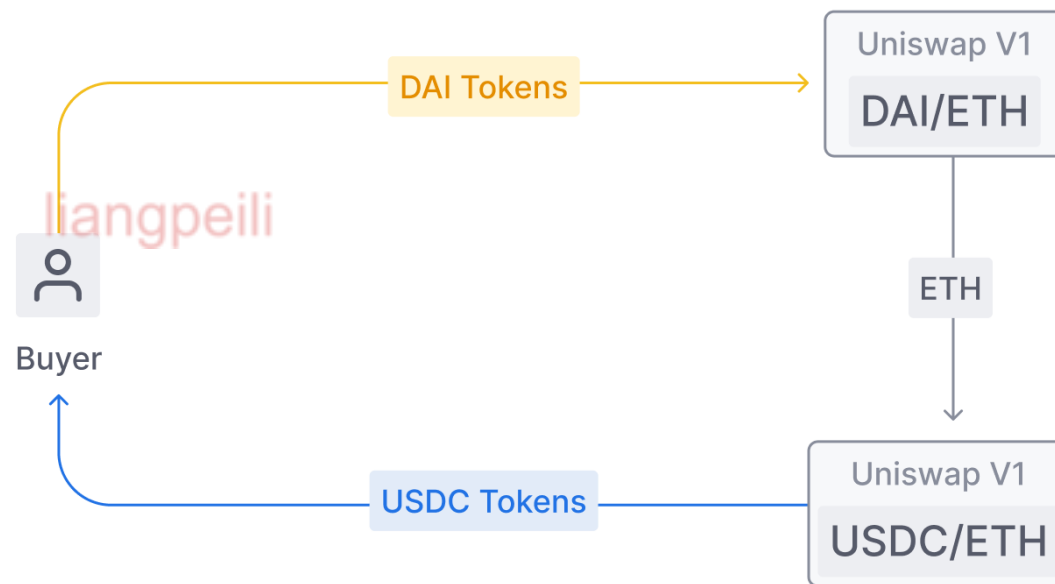 Uniswap V1
DAI Tokens
DAI/ETH
liangpeili
ETH
Buyer
Uniswap V1
USDC Tokens
USDC/ETH